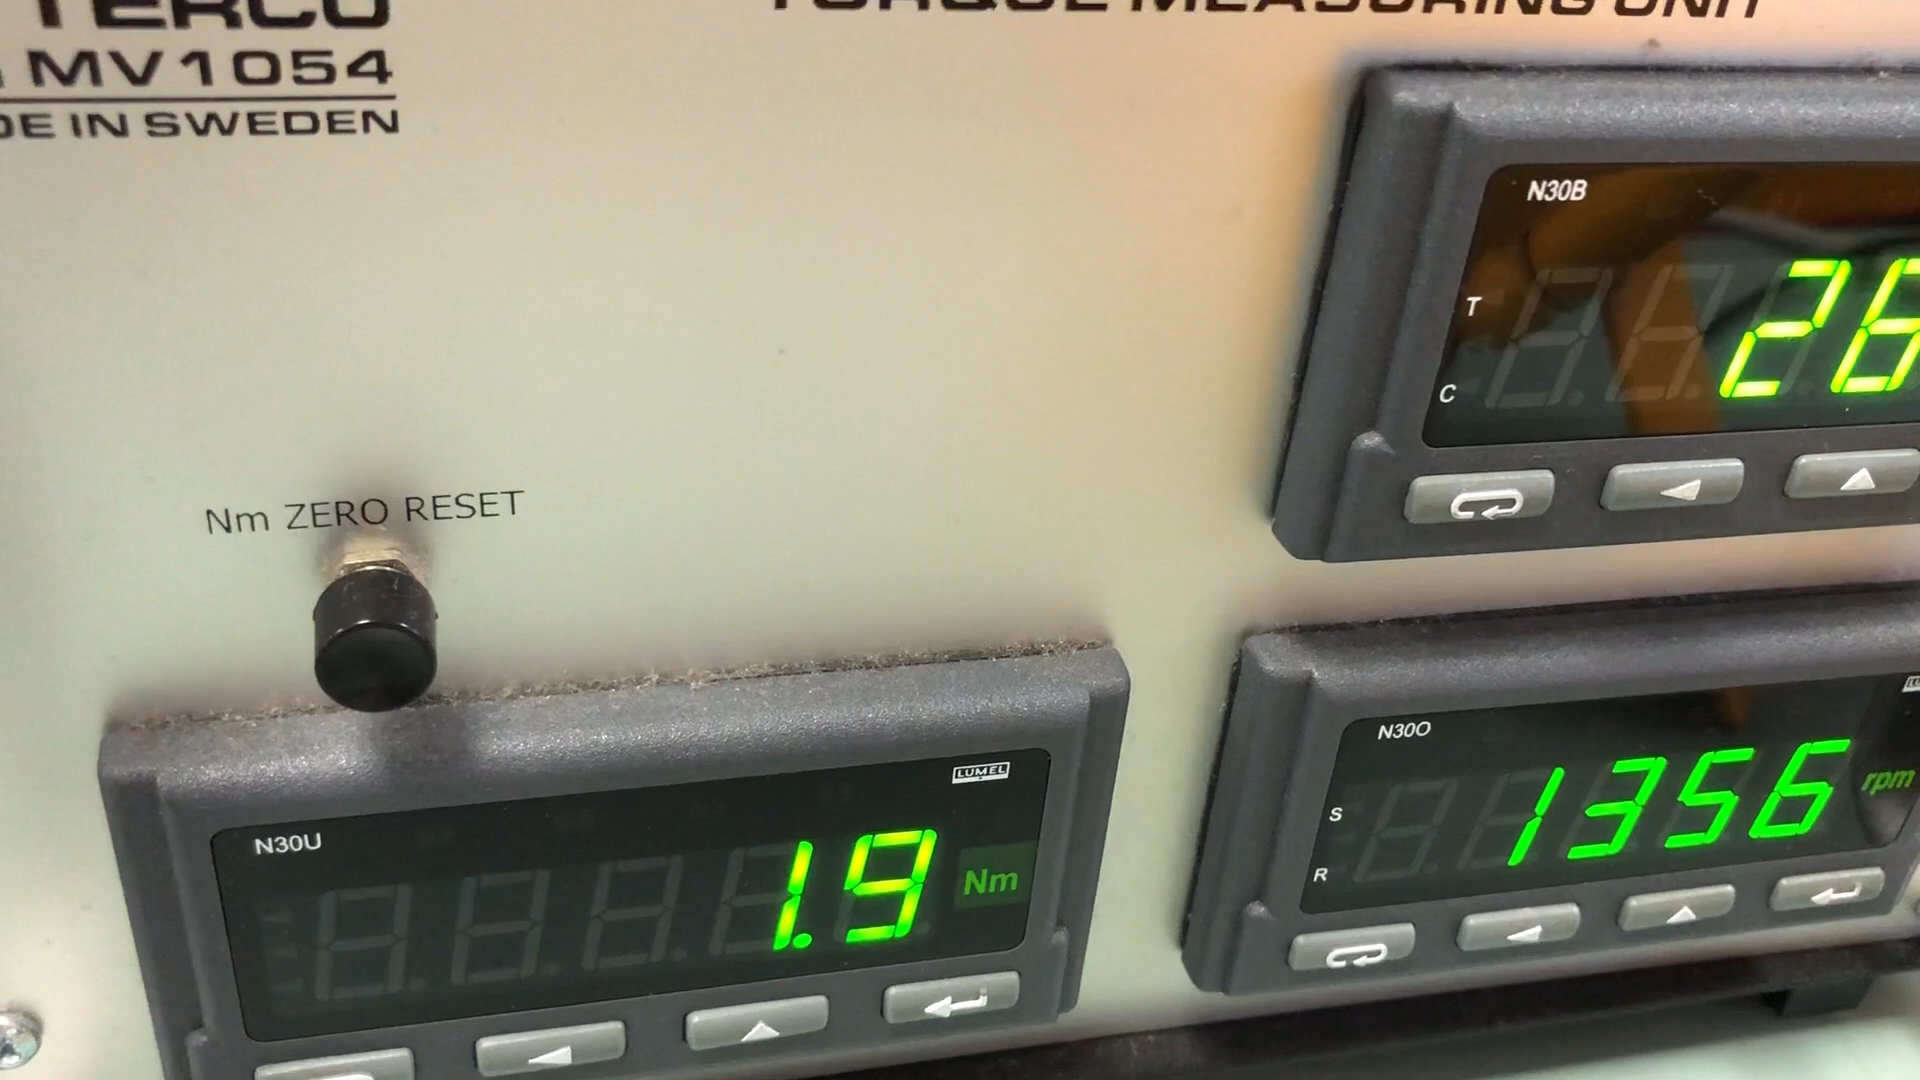 TERCO
MV1054
DE IN SWEDEN
TORQUE MEASURING UNIT
N30B
T
C
Nm ZERO RESET
N30O
S
R
1356 rpm
LUMEL
N30U
1.9 Nm